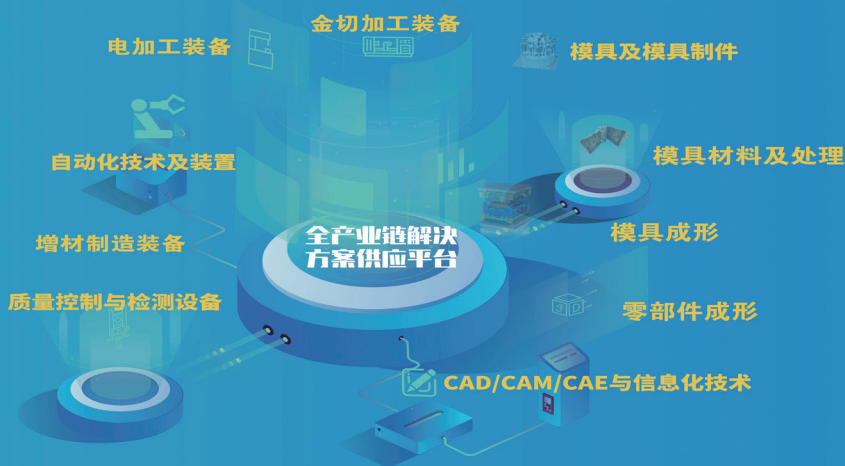 金切加工装备
电加工装备
模具及模具制件
自动化技术及装置
模具材料及处理
增材制造装备
全产业链解决
方案供应平台
模具成形
质量控制与检测设备
3D
零部件成形
CAD/CAM/CAE与信息化技术